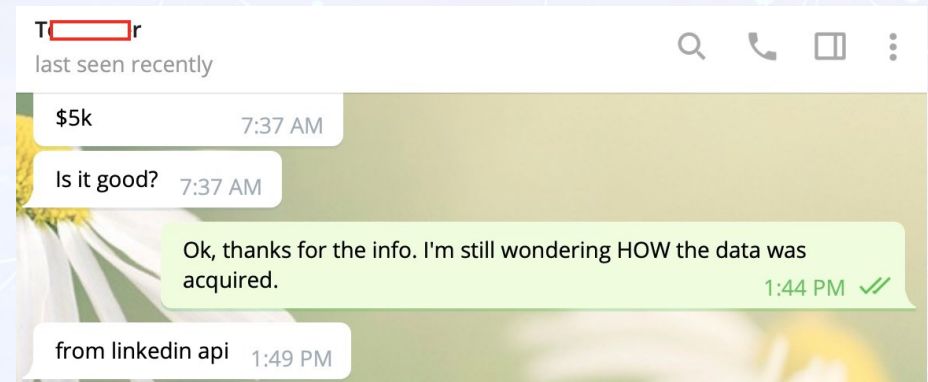 T r
last seen recently
$5k
7:37 AM
Is it good? 7:37 AM
Ok, thanks for the info. I'm still wondering HOW the data was
acquired.
1:44 PM
from linkedin api 1:49 PM